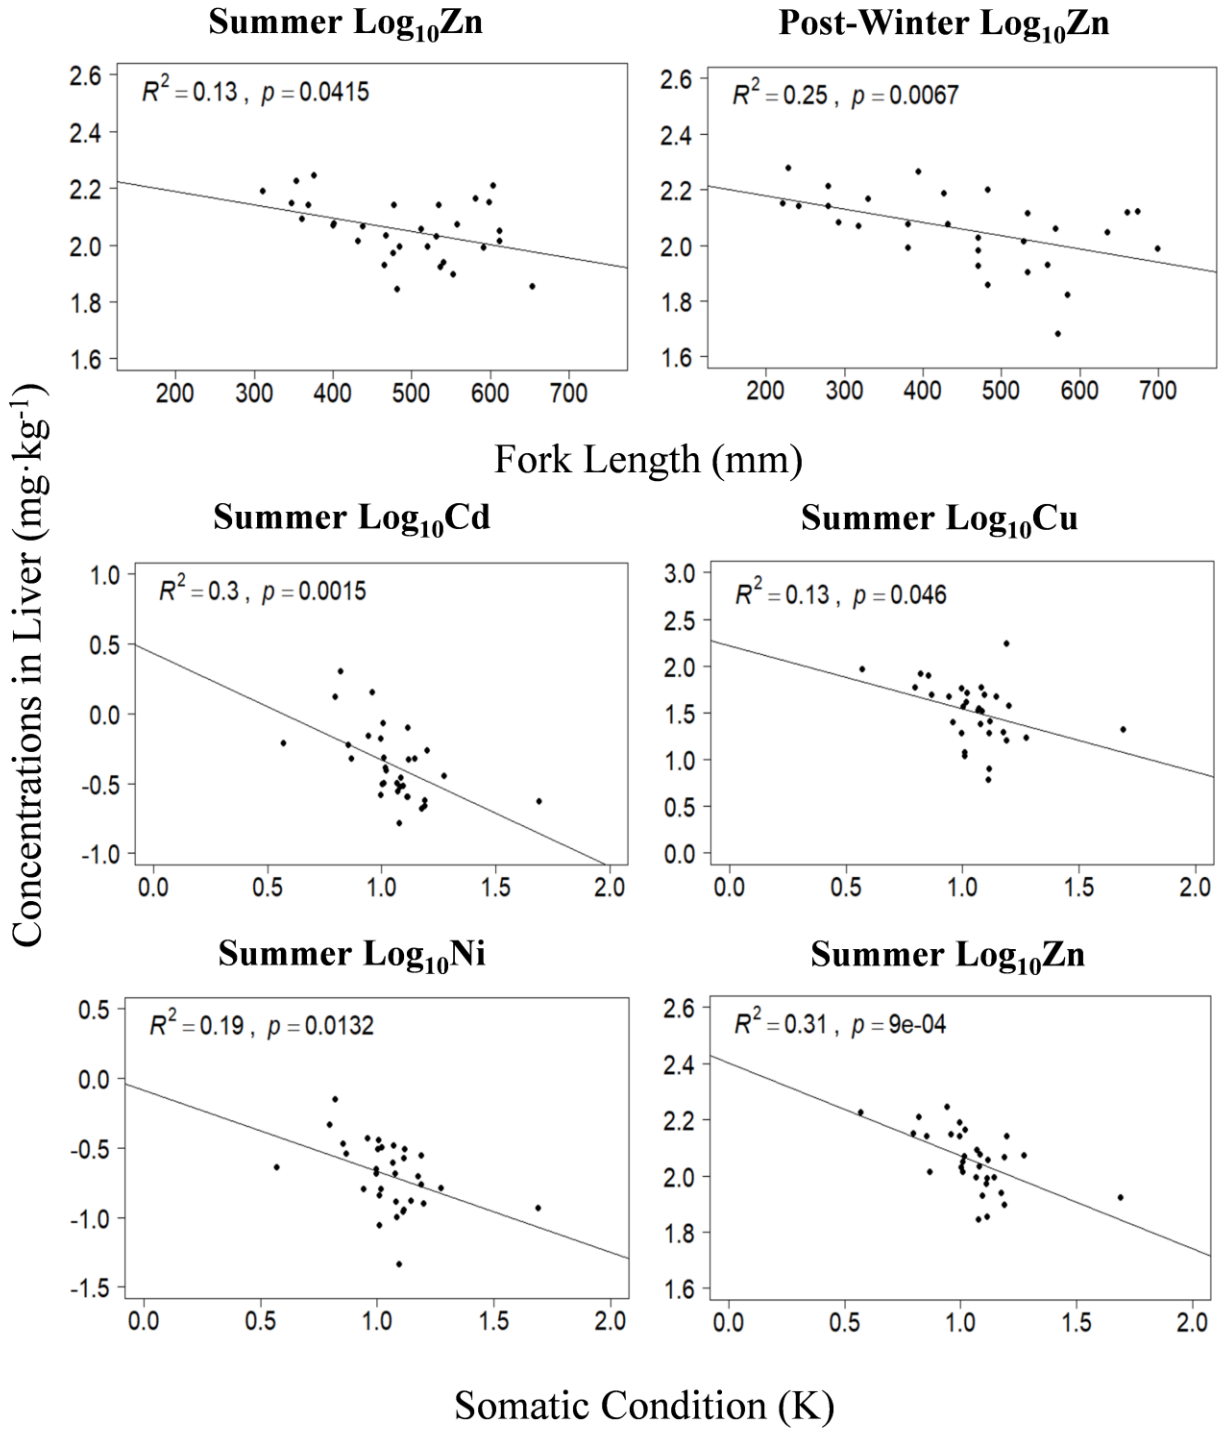 Summer Log₁₀Zn
Post-Winter Log₁₀Zn
2.6
2.4
2.2
2.0
1.8
1.6
R² = 0.13 , p = 0.0415
200 300 400 500 600 700
2.6
2.4
2.2
2.0
1.8
1.6
R² = 0.25 , p = 0.0067
200 300 400 500 600 700
Fork Length (mm)
Concentrations in Liver (mg·kg⁻¹)
Summer Log₁₀Cd
Summer Log₁₀Cu
1.0
0.5
0.0
-0.5
-1.0
R² = 0.3 , p = 0.0015
0.0 0.5 1.0 1.5 2.0
3.0
2.5
2.0
1.5
1.0
0.5
0.0
R² = 0.13 , p = 0.046
0.0 0.5 1.0 1.5 2.0
Summer Log₁₀Ni
Summer Log₁₀Zn
0.5
0.0
-0.5
-1.0
-1.5
R² = 0.19 , p = 0.0132
0.0 0.5 1.0 1.5 2.0
2.6
2.4
2.2
2.0
1.8
1.6
R² = 0.31 , p = 9e-04
0.0 0.5 1.0 1.5 2.0
Somatic Condition (K)